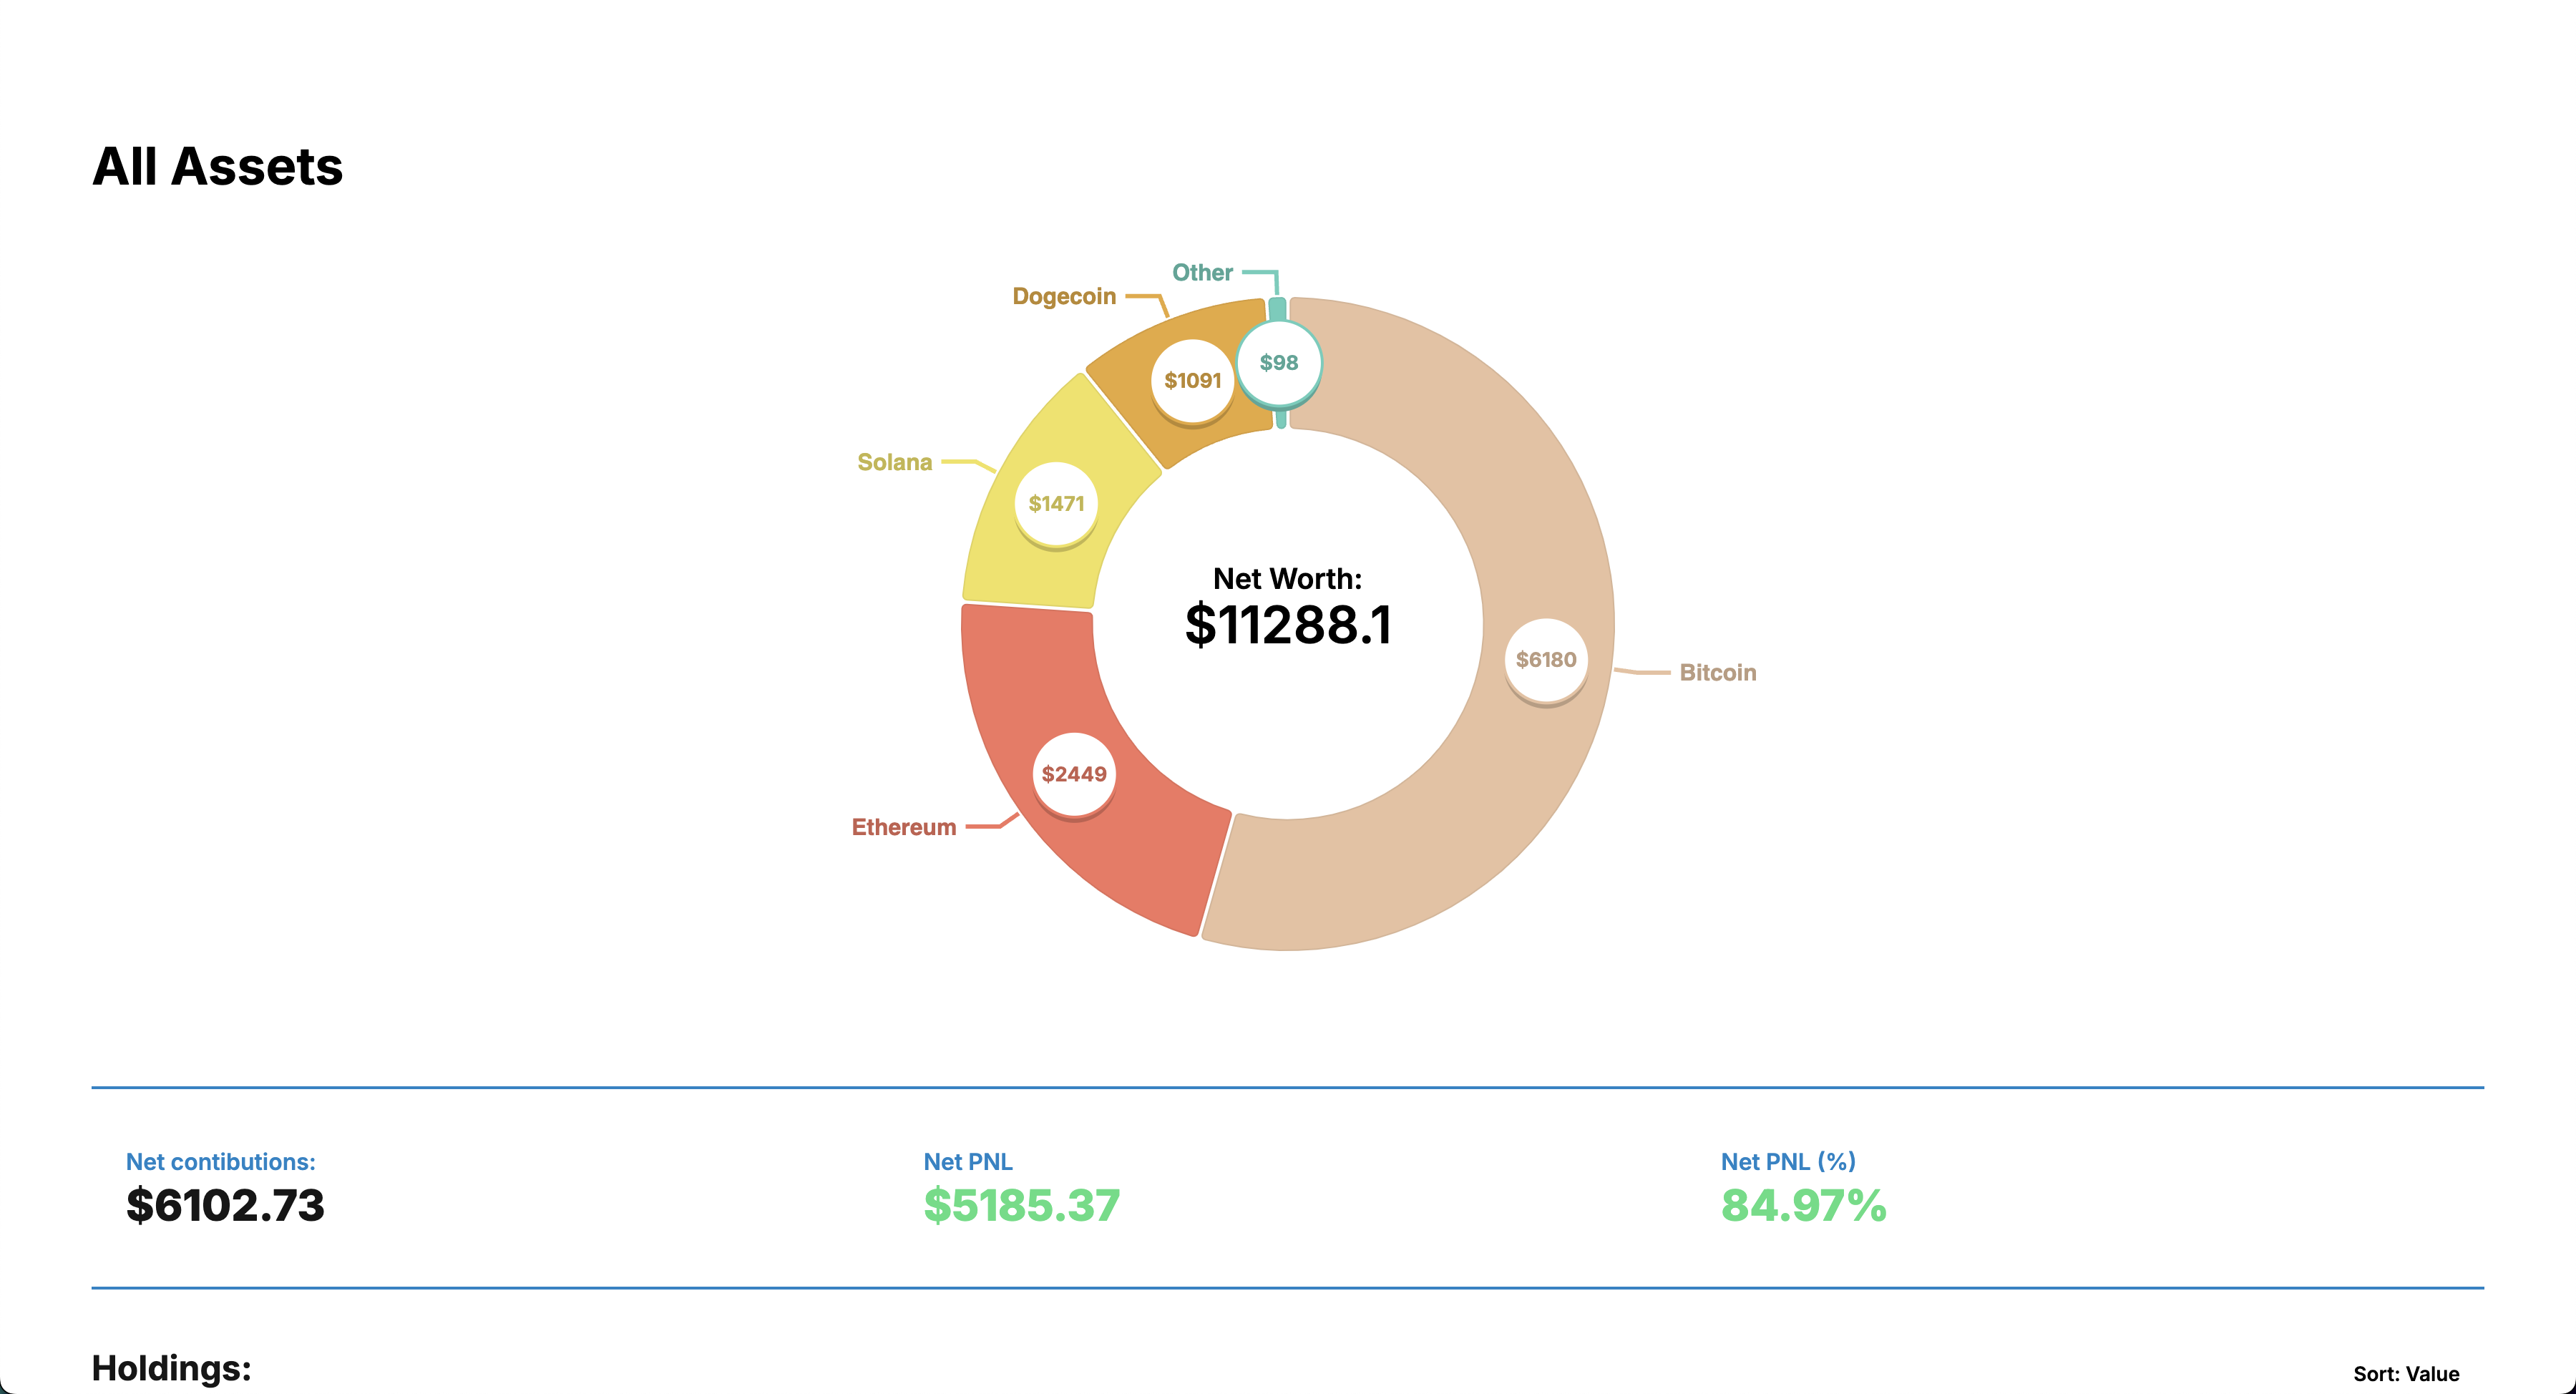 All Assets
Other
Dogecoin
$98
$1091
Solana
$1471
Net Worth:
$11288.1
$6180
Bitcoin
$2449
Ethereum
Net contibutions:
$6102.73
Net PNL
$5185.37
Net PNL (%)
84.97%
Holdings:
Sort: Value